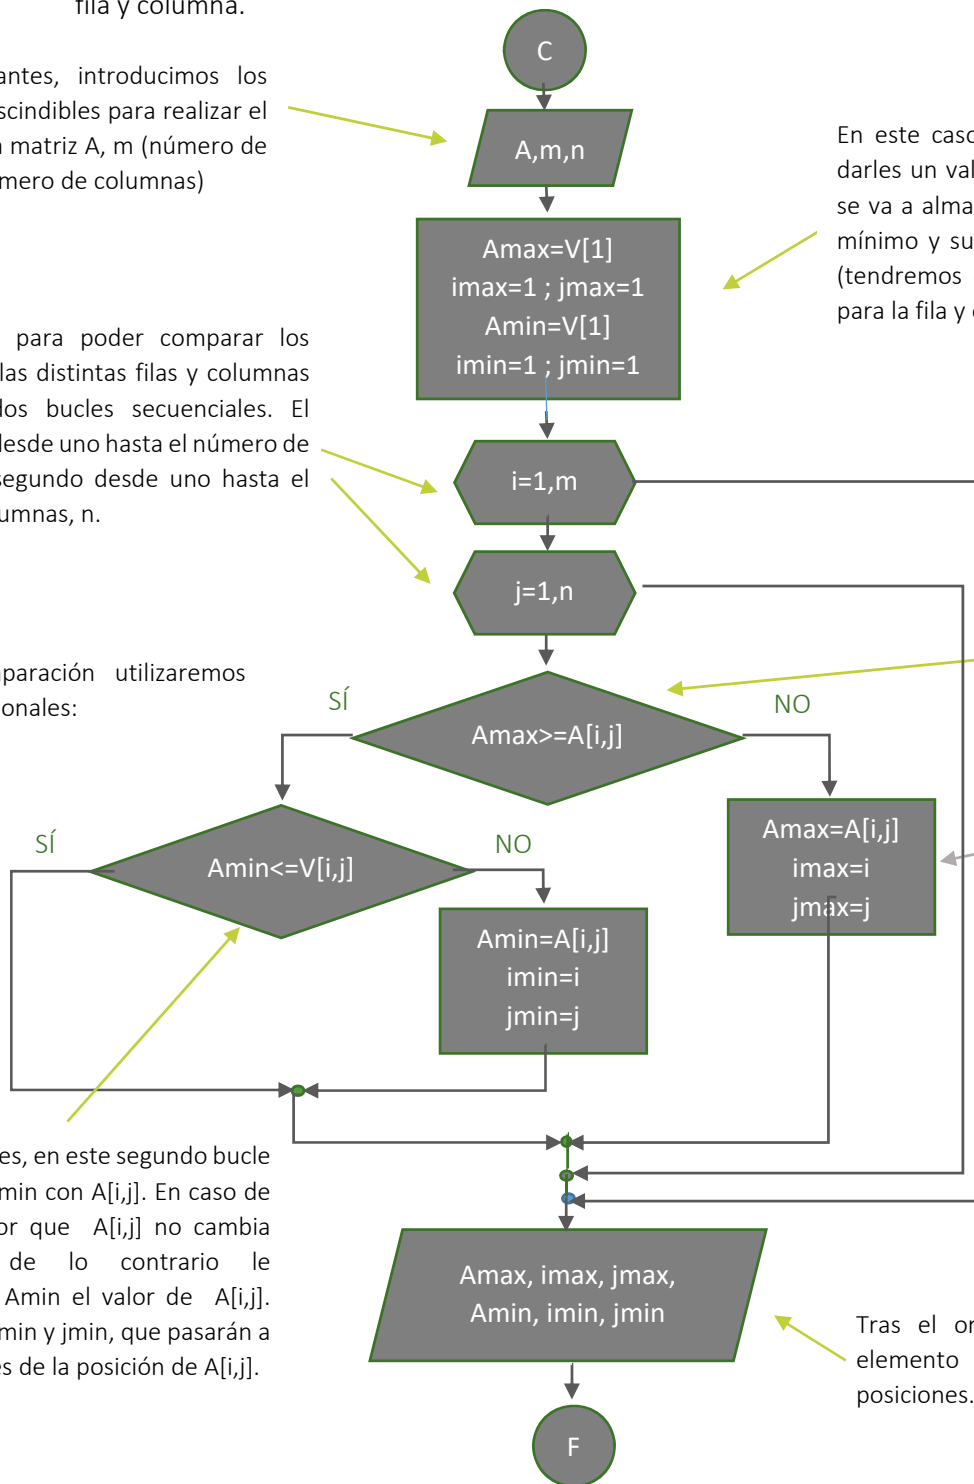 fila y columna.
C
antes, introducimos los
scindibles para realizar el
matriz A, m (número de
mero de columnas)
A,m,n
En este caso
darles un val
se va a alma
mínimo y su
(tendremos
para la fila y
Amax=V[1]
imax=1 ; jmax=1
Amin=V[1]
imin=1 ; jmin=1
para poder comparar los
las distintas filas y columnas
dos bucles secuenciales. El
desde uno hasta el número de
segundo desde uno hasta el
umnas, n.
i=1,m
j=1,n
paración utilizaremos
onales:
SÍ
Amax>=A[i,j]
NO
SÍ
Amin<=V[i,j]
NO
Amax=A[i,j]
imax=i
jmax=j
Amin=A[i,j]
imin=i
jmin=j
es, en este segundo bucle
min con A[i,j]. En caso de
or que A[i,j] no cambia
de lo contrario le
Amin el valor de A[i,j].
min y jmin, que pasarán a
es de la posición de A[i,j].
Amax, imax, jmax,
Amin, imin, jmin
Tras el or
elemento
posiciones.
F